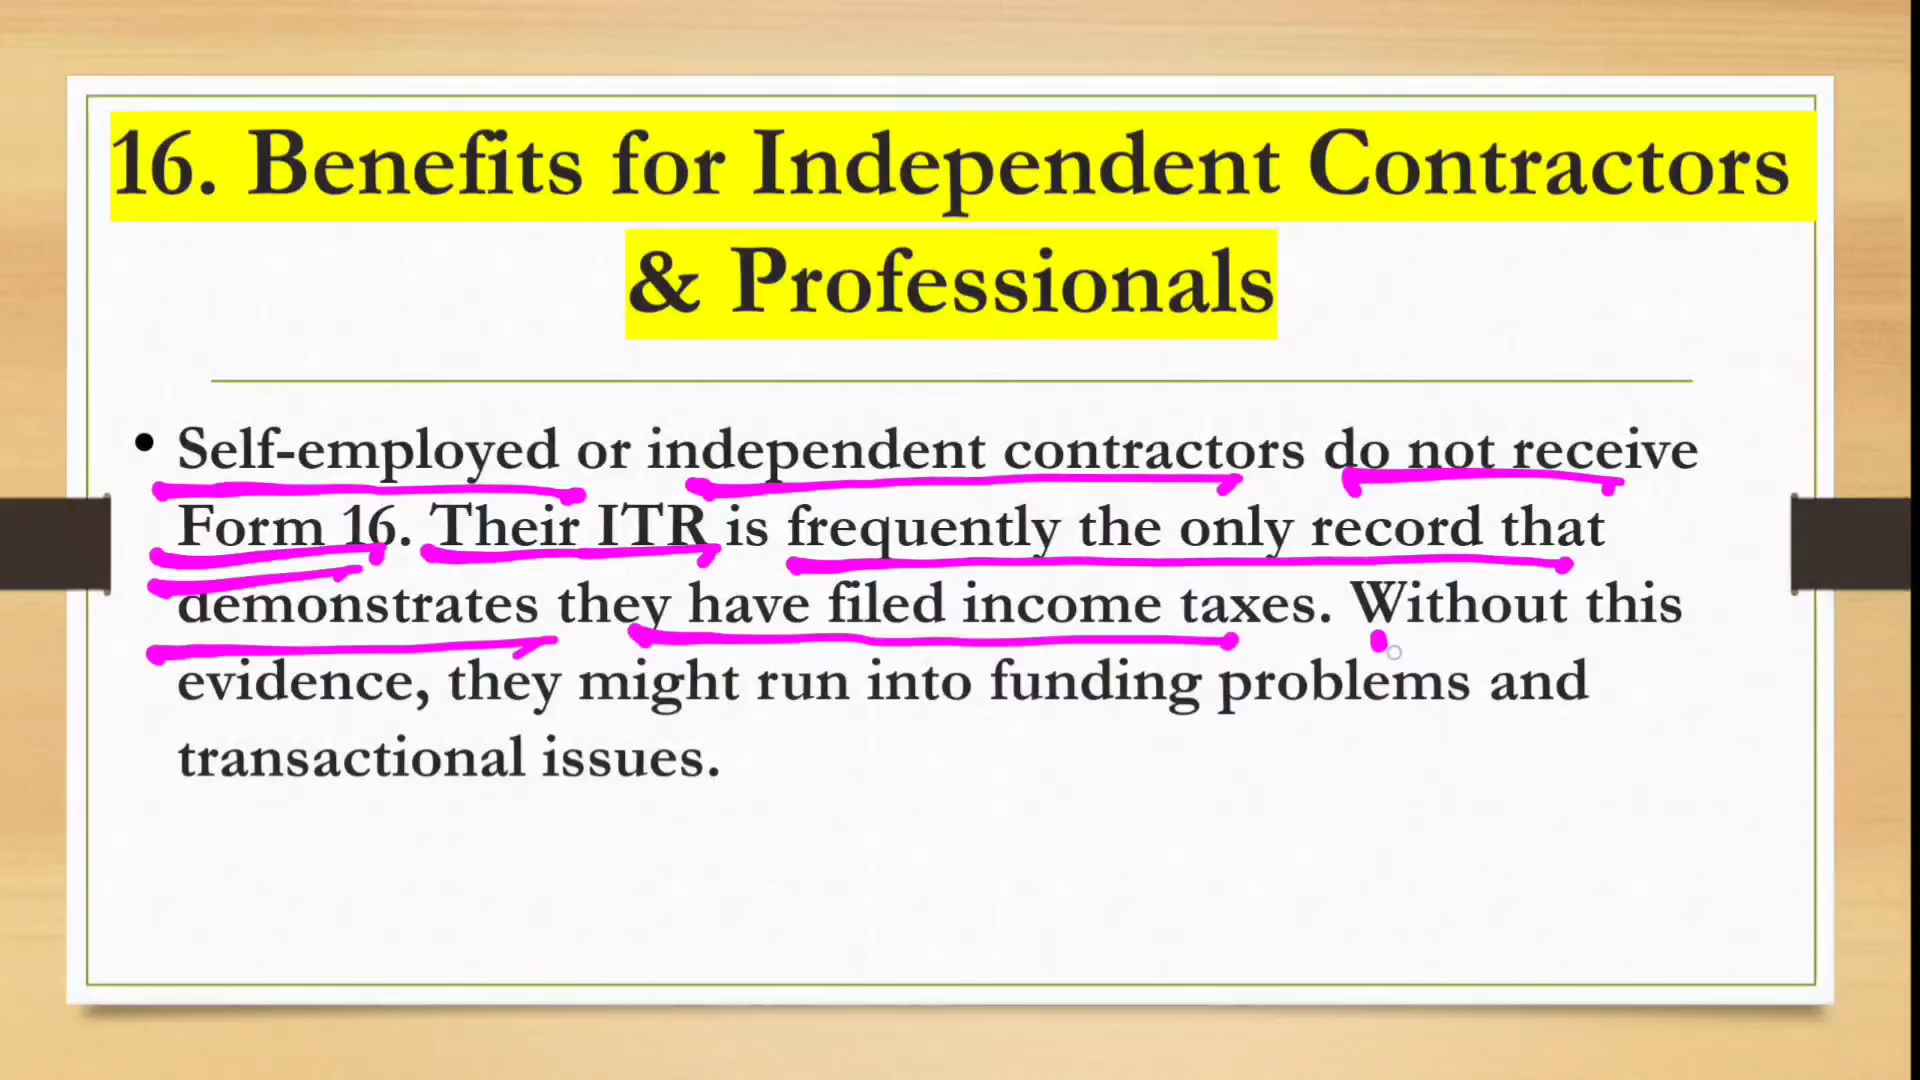 16. Benefits for Independent Contractors
& Professionals
• Self-employed or independent contractors do not receive
Form 16. Their ITR is frequently the only record that
demonstrates they have filed income taxes. Without this
evidence, they might run into funding problems and
transactional issues.